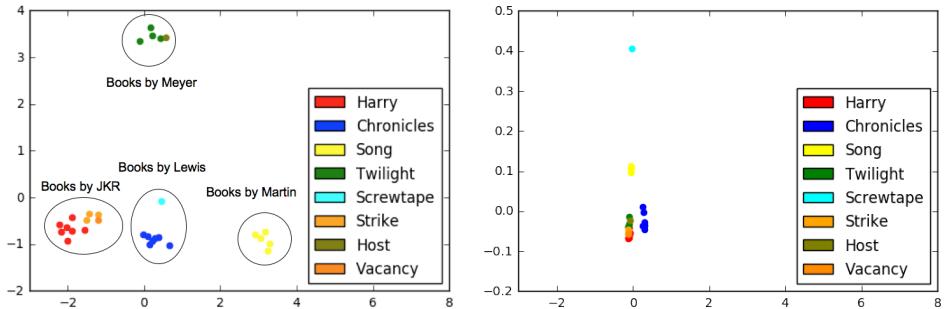 4
3
2
1
0
−1
−2
−2
0
2
4
6
8
Books by Meyer
Books by Lewis
Books by JKR
Books by Martin
Harry
Chronicles
Song
Twilight
Screwtape
Strike
Host
Vacancy
0.5
0.4
0.3
0.2
0.1
0.0
−0.1
−0.2
−2
0
2
4
6
8
Harry
Chronicles
Song
Twilight
Screwtape
Strike
Host
Vacancy